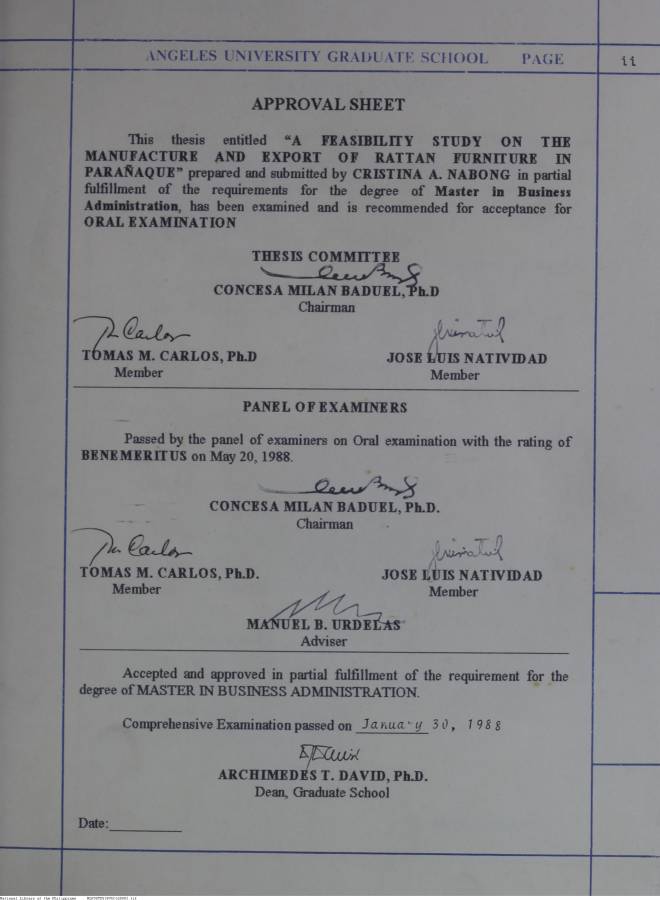 ANGELES UNIVERSITY GRADUATE SCHOOL PAGE ii
APPROVAL SHEET
This thesis entitled “A FEASIBILITY STUDY ON THE
MANUFACTURE AND EXPORT OF RATTAN FURNITURE IN
PARAÑAQUE” prepared and submitted by CRISTINA A. NABONG in partial
fulfillment of the requirements for the degree of Master in Business
Administration, has been examined and is recommended for acceptance for
ORAL EXAMINATION
THESIS COMMITTEE
CONCESA MILAN BADUEL, Ph.D
Chairman
TOMAS M. CARLOS, Ph.D JOSE LUIS NATIVIDAD
Member Member
PANEL OF EXAMINERS
Passed by the panel of examiners on Oral examination with the rating of
BENEMERITUS on May 20, 1988.
CONCESA MILAN BADUEL, Ph.D.
Chairman
TOMAS M. CARLOS, Ph.D. JOSE LUIS NATIVIDAD
Member Member
MANUEL B. URDELAS
Adviser
Accepted and approved in partial fulfillment of the requirement for the
degree of MASTER IN BUSINESS ADMINISTRATION.
Comprehensive Examination passed on January 30, 1988
ARCHIMEDES T. DAVID, Ph.D.
Dean, Graduate School
Date:
National Library of the Philippines